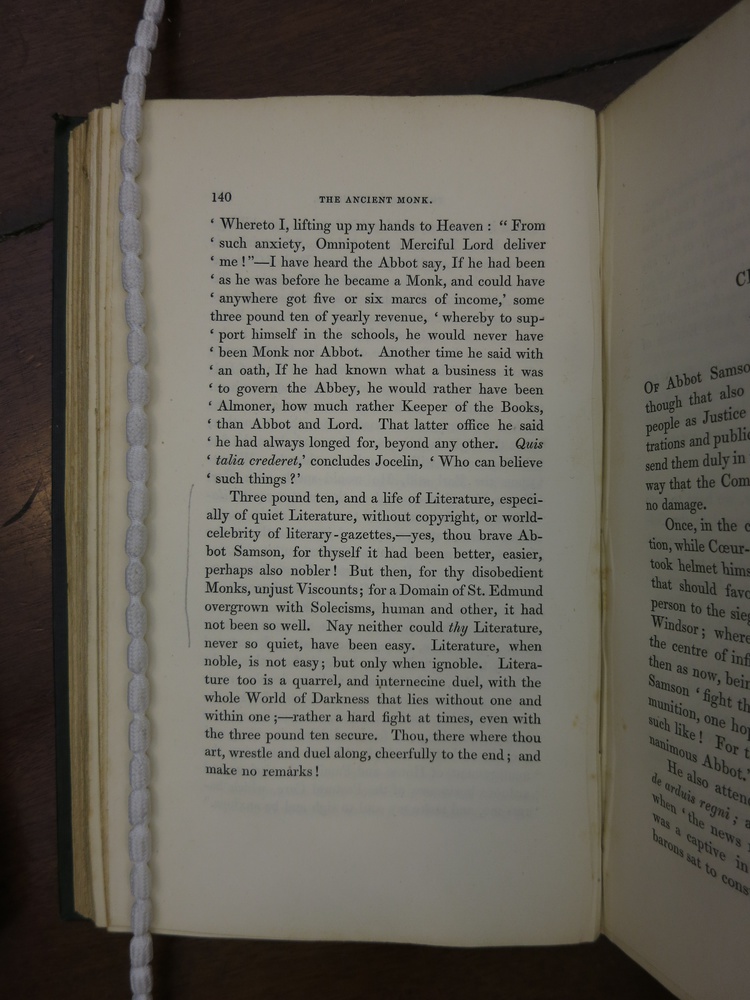 140
THE ANCIENT MONK.
‘ Whereto I, lifting up my hands to Heaven : “ From
‘ such anxiety, Omnipotent Merciful Lord deliver
‘ me ! ”—I have heard the Abbot say, If he had been
‘ as he was before he became a Monk, and could have
‘ anywhere got five or six marcs of income,’ some
three pound ten of yearly revenue, ‘ whereby to sup-
‘ port himself in the schools, he would never have
‘ been Monk nor Abbot. Another time he said with
‘ an oath, If he had known what a business it was
‘ to govern the Abbey, he would rather have been
‘ Almoner, how much rather Keeper of the Books,
‘ than Abbot and Lord. That latter office he said
‘ he had always longed for, beyond any other. Quis
‘ talia crederet,’ concludes Jocelin, ‘ Who can believe
‘ such things ?’
Three pound ten, and a life of Literature, especi-
ally of quiet Literature, without copyright, or world-
celebrity of literary-gazettes,—yes, thou brave Ab-
bot Samson, for thyself it had been better, easier,
perhaps also nobler ! But then, for thy disobedient
Monks, unjust Viscounts ; for a Domain of St. Edmund
overgrown with Solecisms, human and other, it had
not been so well. Nay neither could thy Literature,
never so quiet, have been easy. Literature, when
noble, is not easy ; but only when ignoble. Litera-
ture too is a quarrel, and internecine duel, with the
whole World of Darkness that lies without one and
within one ;—rather a hard fight at times, even with
the three pound ten secure. Thou, there where thou
art, wrestle and duel along, cheerfully to the end ; and
make no remarks !
OF Abbot Samso
though that also
people as Justice
trations and public
send them duly in
way that the Com
no damage.
Once, in the
tion, while Cœur-
took helmet hims
that should favo
person to the sieg
Windsor ; where
the centre of inf
then as now, bein
Samson ‘ fight th
munition, one hop
such like ! For t
nanimous Abbot.’
He also atten
de arduis regni ; a
when ‘ the news
was a captive in
barons sat to cons